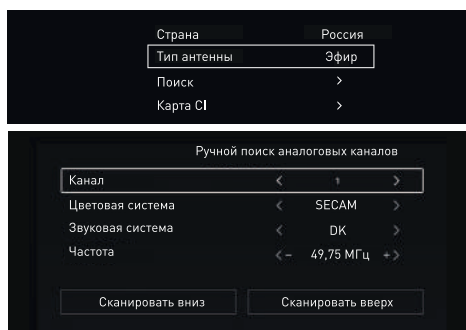 Страна Россия
Тип антенны Эфир
Поиск >
Карта CI >
Ручной поиск аналоговых каналов
Канал < 1 >
Цветовая система < SECAM >
Звуковая система < DK >
Частота < – 49,75 МГц + >
Сканировать вниз Сканировать вверх